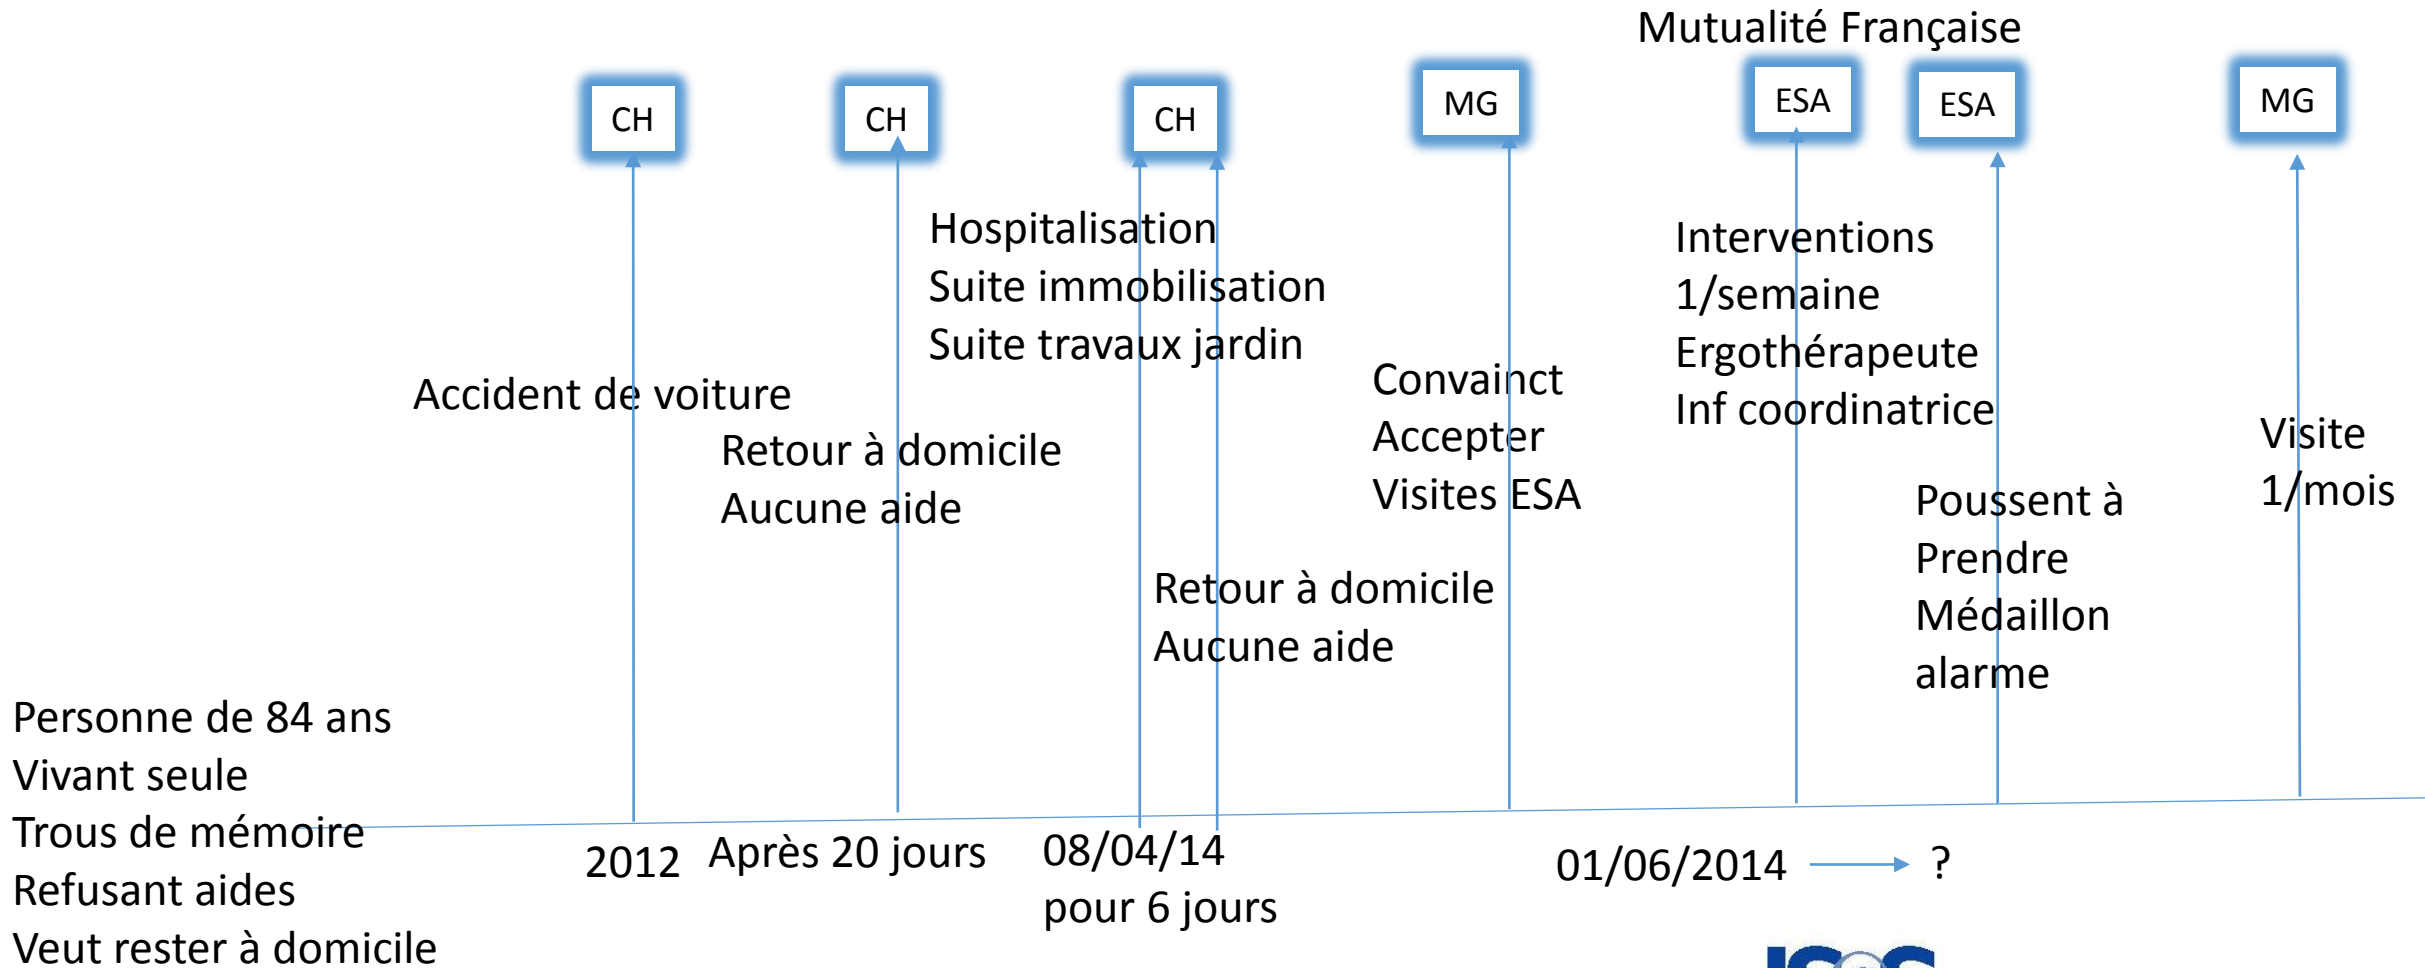 Mutualité Française
CH
CH
CH
MG
ESA
ESA
MG
Hospitalisation
Suite immobilisation
Suite travaux jardin
Interventions
1/semaine
Ergothérapeute
Inf coordinatrice
Accident de voiture
Retour à domicile
Aucune aide
Convainct
Accepter
Visites ESA
Visite
1/mois
Poussent à
Prendre
Médaillon
alarme
Retour à domicile
Aucune aide
Personne de 84 ans
Vivant seule
Trous de mémoire
Refusant aides
Veut rester à domicile
2012
Après 20 jours
08/04/14
pour 6 jours
01/06/2014
?